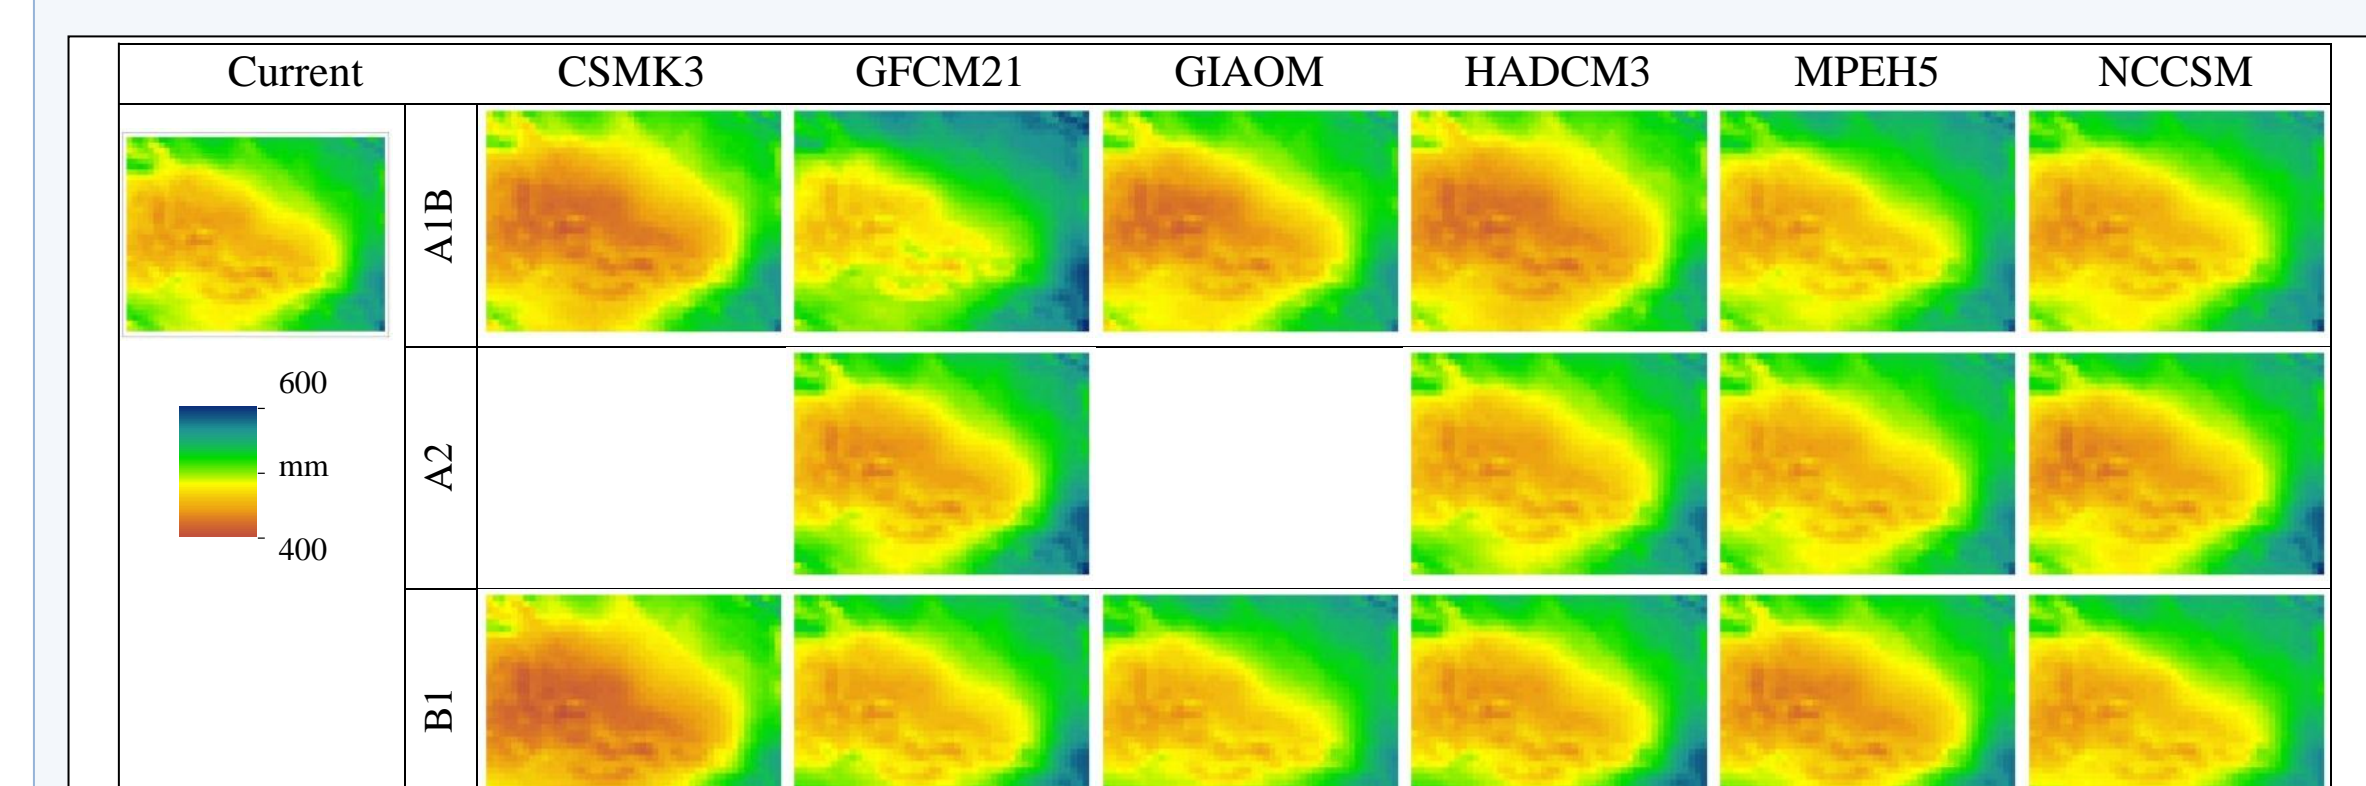 Current CSMK3 GFCM21 GIAOM HADCM3 MPEH5 NCCSM
A1B
600
mm
400
A2
B1